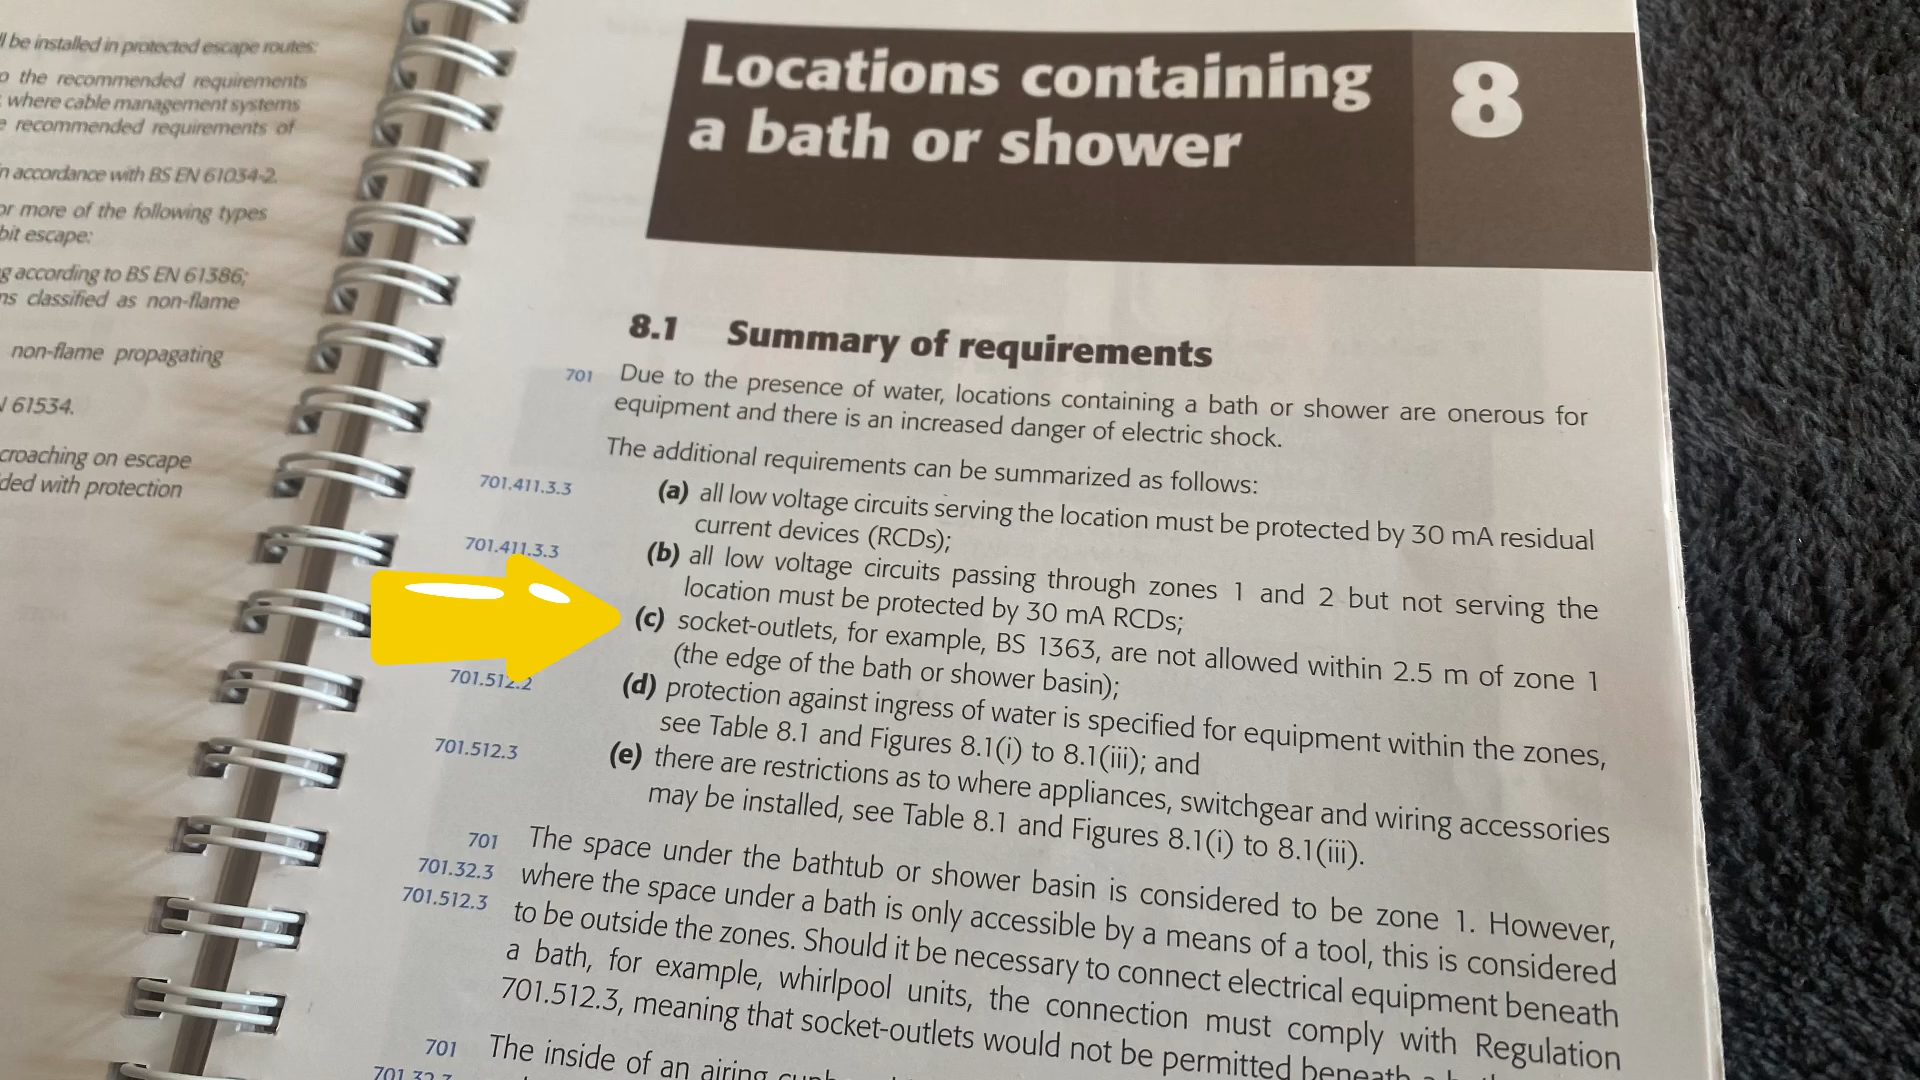 ll be installed in protected escape routes:
o the recommended requirements
where cable management systems
e recommended requirements of
n accordance with BS EN 61034-2.
or more of the following types
bit escape:
g according to BS EN 61386;
ns classified as non-flame
non-flame propagating
N 61534.
croaching on escape
ded with protection
Locations containing 8
a bath or shower
8.1 Summary of requirements
701 Due to the presence of water, locations containing a bath or shower are onerous for
equipment and there is an increased danger of electric shock.
The additional requirements can be summarized as follows:
701.411.3.3 (a) all low voltage circuits serving the location must be protected by 30 mA residual
current devices (RCDs);
701.411.3.3 (b) all low voltage circuits passing through zones 1 and 2 but not serving the
location must be protected by 30 mA RCDs;
(c) socket-outlets, for example, BS 1363, are not allowed within 2.5 m of zone 1
(the edge of the bath or shower basin);
701.512.2 (d) protection against ingress of water is specified for equipment within the zones,
see Table 8.1 and Figures 8.1(i) to 8.1(iii); and
701.512.3 (e) there are restrictions as to where appliances, switchgear and wiring accessories
may be installed, see Table 8.1 and Figures 8.1(i) to 8.1(iii).
701 The space under the bathtub or shower basin is considered to be zone 1. However,
701.32.3 where the space under a bath is only accessible by a means of a tool, this is considered
701.512.3 to be outside the zones. Should it be necessary to connect electrical equipment beneath
a bath, for example, whirlpool units, the connection must comply with Regulation
701.512.3, meaning that socket-outlets would not be permitted beneath a
701 The inside of an airing